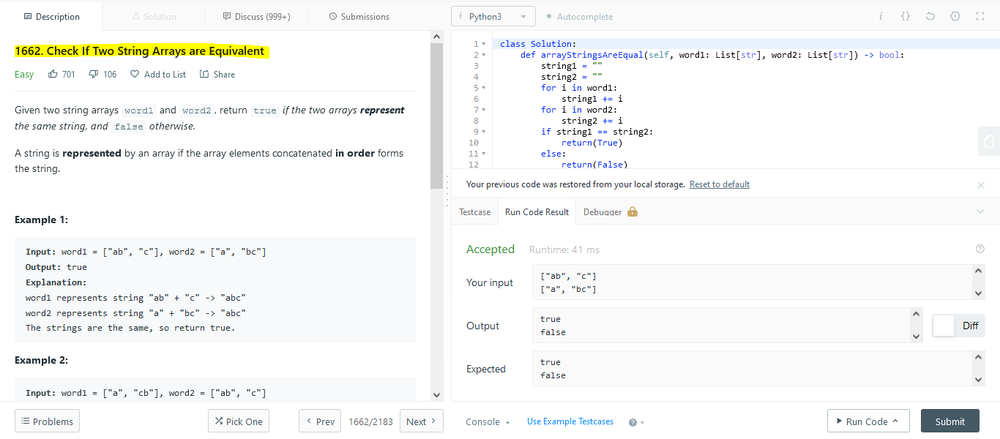 Description
Solution
Discuss (999+)
Submissions
1662. Check If Two String Arrays are Equivalent
Easy 701 106 Add to List Share
Given two string arrays word1 and word2 , return true if the two arrays represent
the same string, and false otherwise.
A string is represented by an array if the array elements concatenated in order forms
the string.
Example 1:
Input: word1 = ["ab", "c"], word2 = ["a", "bc"]
Output: true
Explanation:
word1 represents string "ab" + "c" -> "abc"
word2 represents string "a" + "bc" -> "abc"
The strings are the same, so return true.
Example 2:
Input: word1 = ["a", "cb"], word2 = ["ab", "c"]
Problems
Pick One
Prev
1662/2183
Next
i Python3
Autocomplete
i {}
1 class Solution:
2 def arrayStringsAreEqual(self, word1: List[str], word2: List[str]) -> bool:
3 string1 = ""
4 string2 = ""
5 for i in word1:
6 string1 += i
7 for i in word2:
8 string2 += i
9 if string1 == string2:
10 return(True)
11 else:
12 return(False)
Your previous code was restored from your local storage. Reset to default
Testcase
Run Code Result
Debugger
Accepted Runtime: 41 ms
Your input
["ab", "c"]
["a", "bc"]
Output
true
false
Diff
Expected
true
false
Console
Use Example Testcases
Run Code
Submit